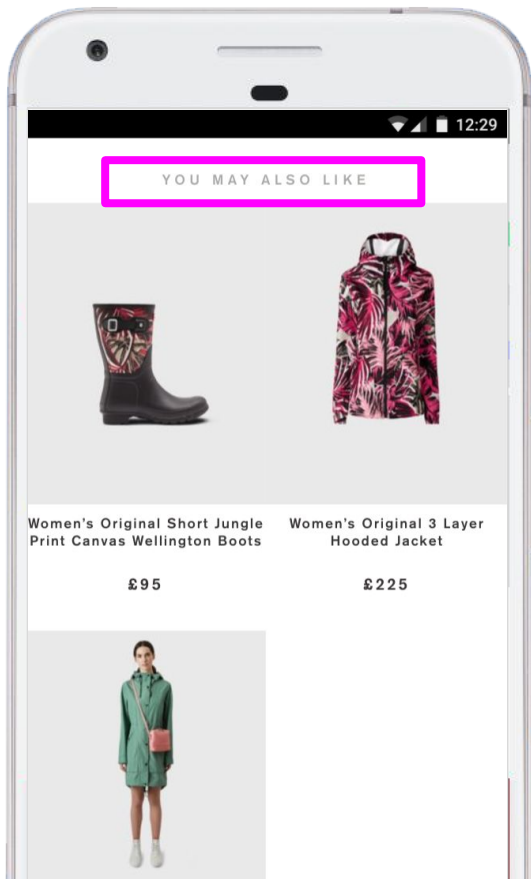 12:29
YOU MAY ALSO LIKE
Women's Original Short Jungle
Print Canvas Wellington Boots
£95
Women's Original 3 Layer
Hooded Jacket
£225